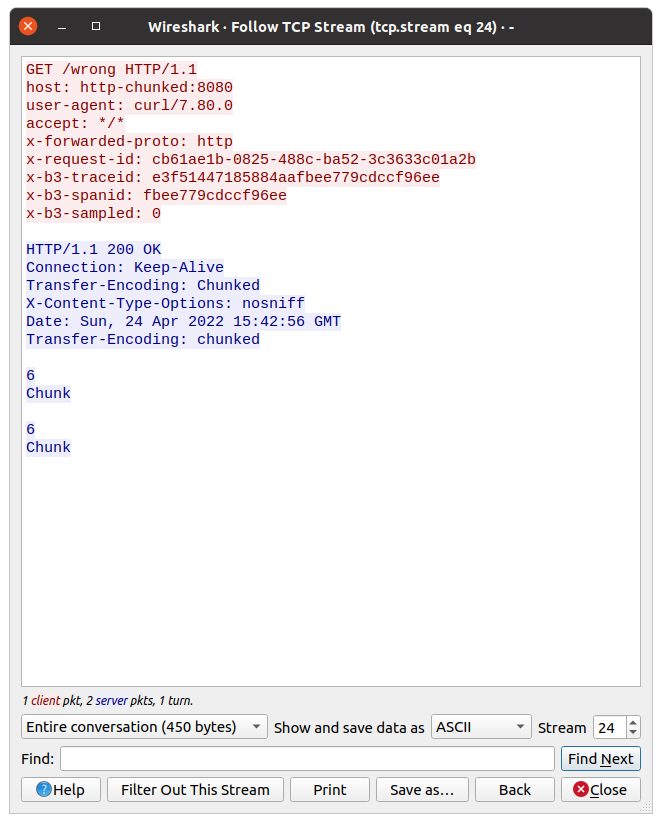 Wireshark · Follow TCP Stream (tcp.stream eq 24) · -
GET /wrong HTTP/1.1
host: http-chunked:8080
user-agent: curl/7.80.0
accept: */*
x-forwarded-proto: http
x-request-id: cb61ae1b-0825-488c-ba52-3c3633c01a2b
x-b3-traceid: e3f51447185884aafbee779cdccf96ee
x-b3-spanid: fbee779cdccf96ee
x-b3-sampled: 0
HTTP/1.1 200 OK
Connection: Keep-Alive
Transfer-Encoding: Chunked
X-Content-Type-Options: nosniff
Date: Sun, 24 Apr 2022 15:42:56 GMT
Transfer-Encoding: chunked
6
Chunk
6
Chunk
1 client pkt, 2 server pkts, 1 turn.
Entire conversation (450 bytes) Show and save data as ASCII Stream 24
Find: Find Next
?Help Filter Out This Stream Print Save as… Back Close